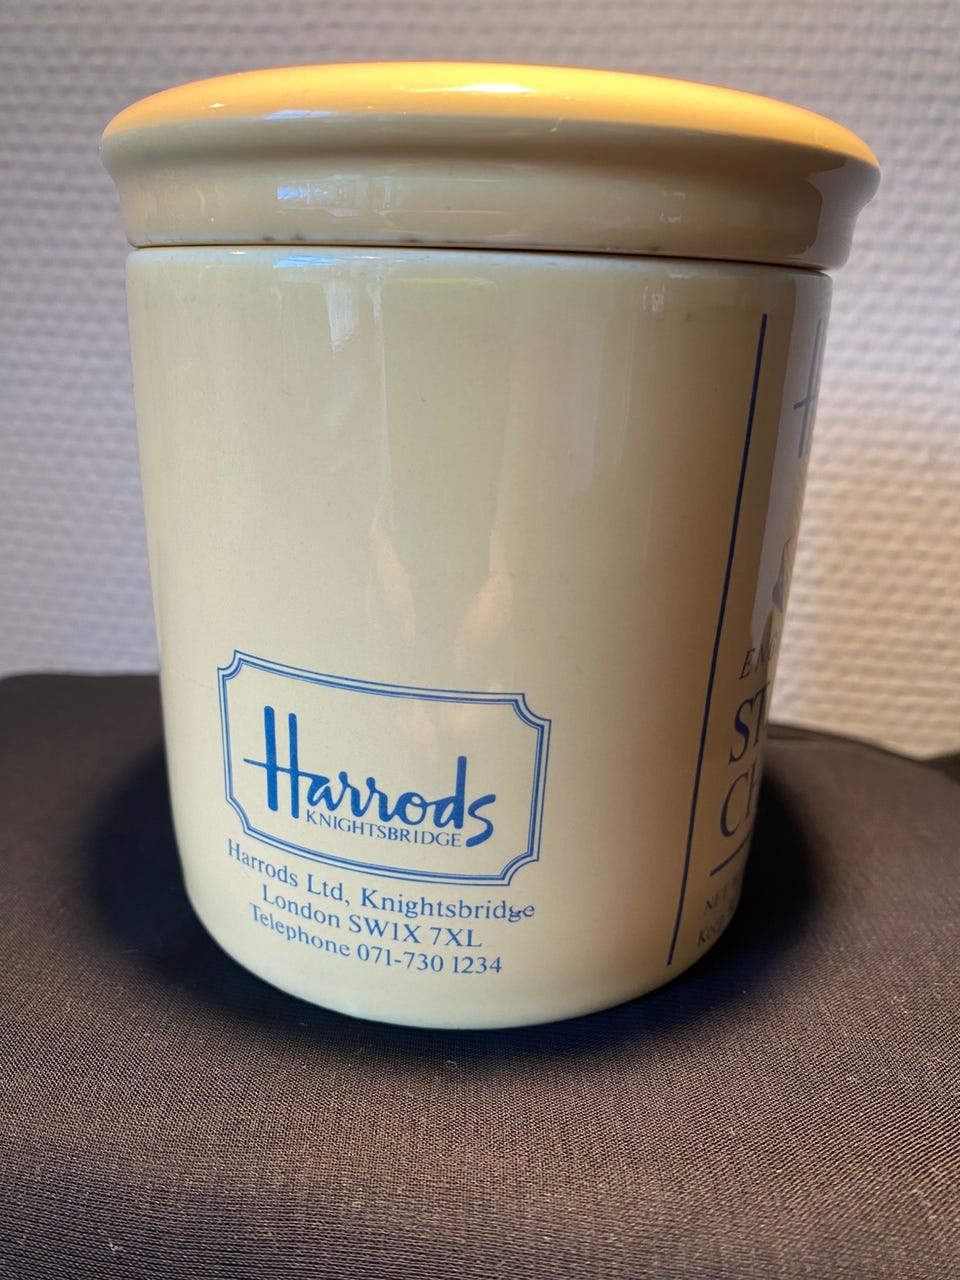 Harrods
KNIGHTSBRIDGE
Harrods Ltd, Knightsbridge
London SW1X 7XL
Telephone 071-730 1234